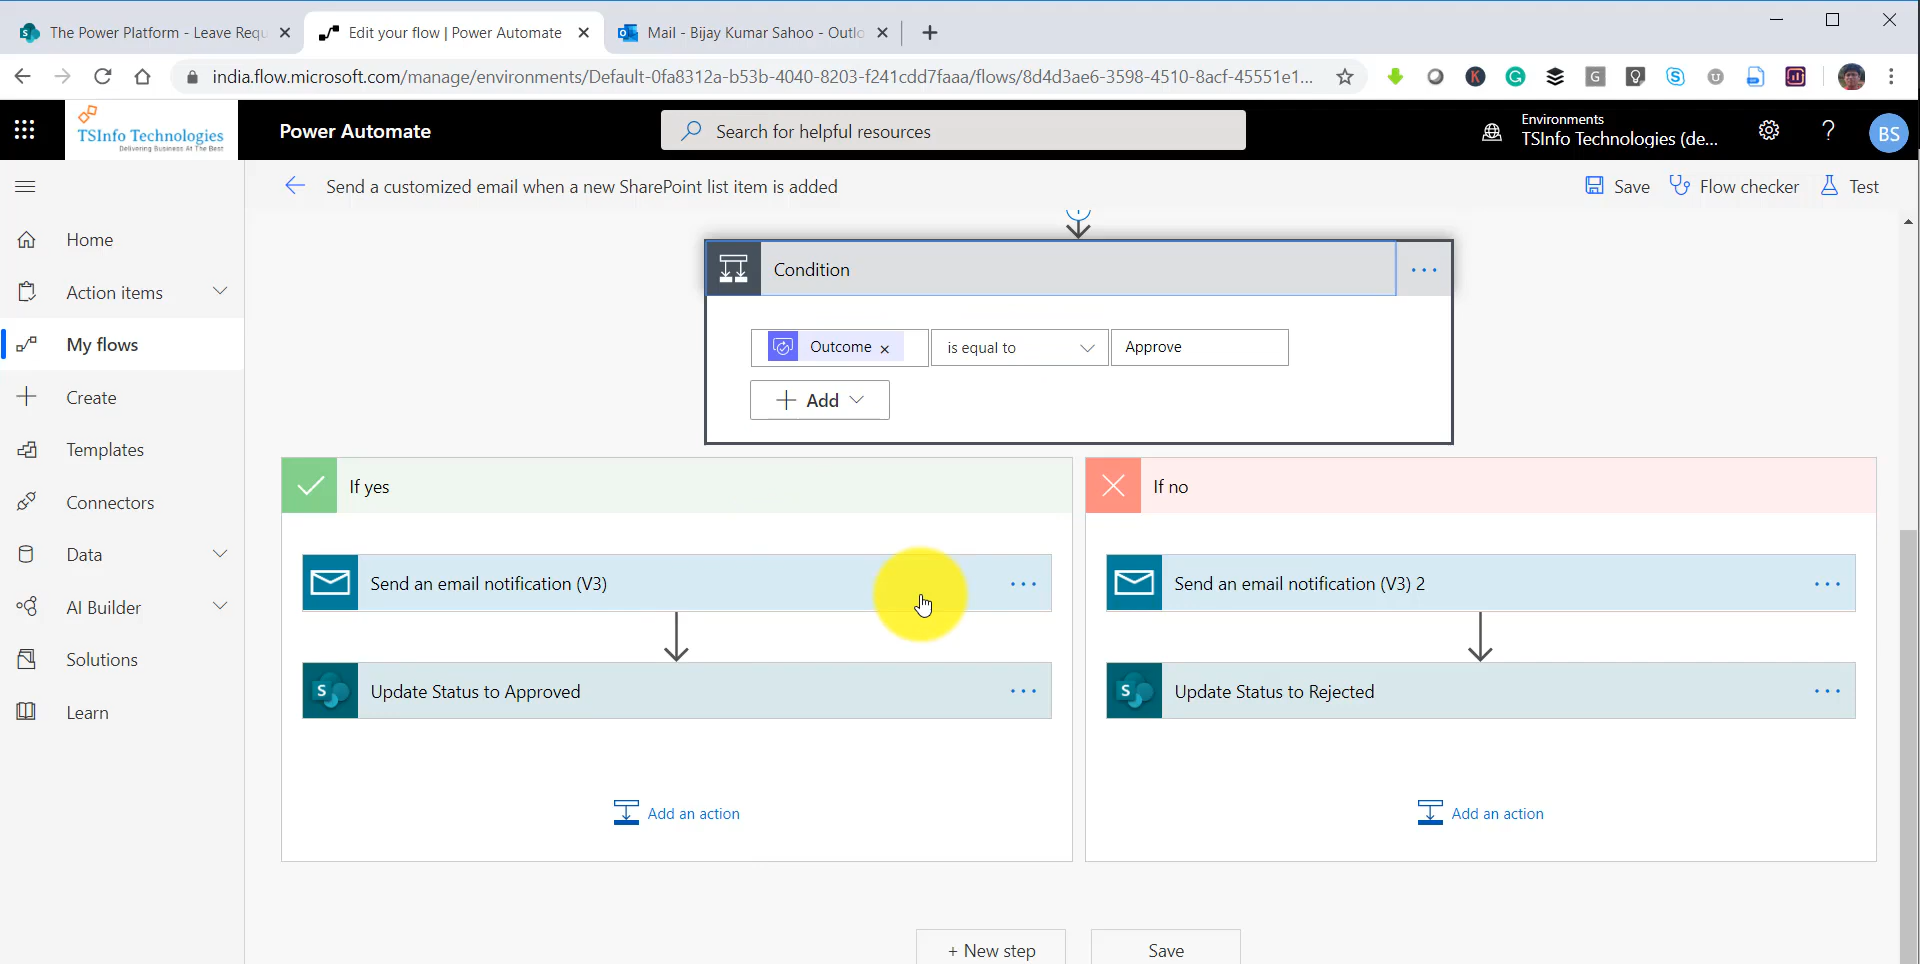 The Power Platform - Leave Requ
Edit your flow | Power Automate
Mail - Bijay Kumar Sahoo - Outlo
india.flow.microsoft.com/manage/environments/Default-0fa8312a-b53b-4040-8203-f241cdd7faaa/flows/8d4d3ae6-3598-4510-8acf-45551e1...
TSInfo Technologies
Delivering Business At The Best
Power Automate
Search for helpful resources
Environments
TSInfo Technologies (de...
?
BS
Send a customized email when a new SharePoint list item is added
Save
Flow checker
Test
Home
Action items
My flows
Create
Templates
Connectors
Data
AI Builder
Solutions
Learn
Condition
...
Outcome
is equal to
Approve
+ Add
If yes
Send an email notification (V3)
...
Update Status to Approved
...
Add an action
If no
Send an email notification (V3) 2
...
Update Status to Rejected
...
Add an action
+ New step
Save